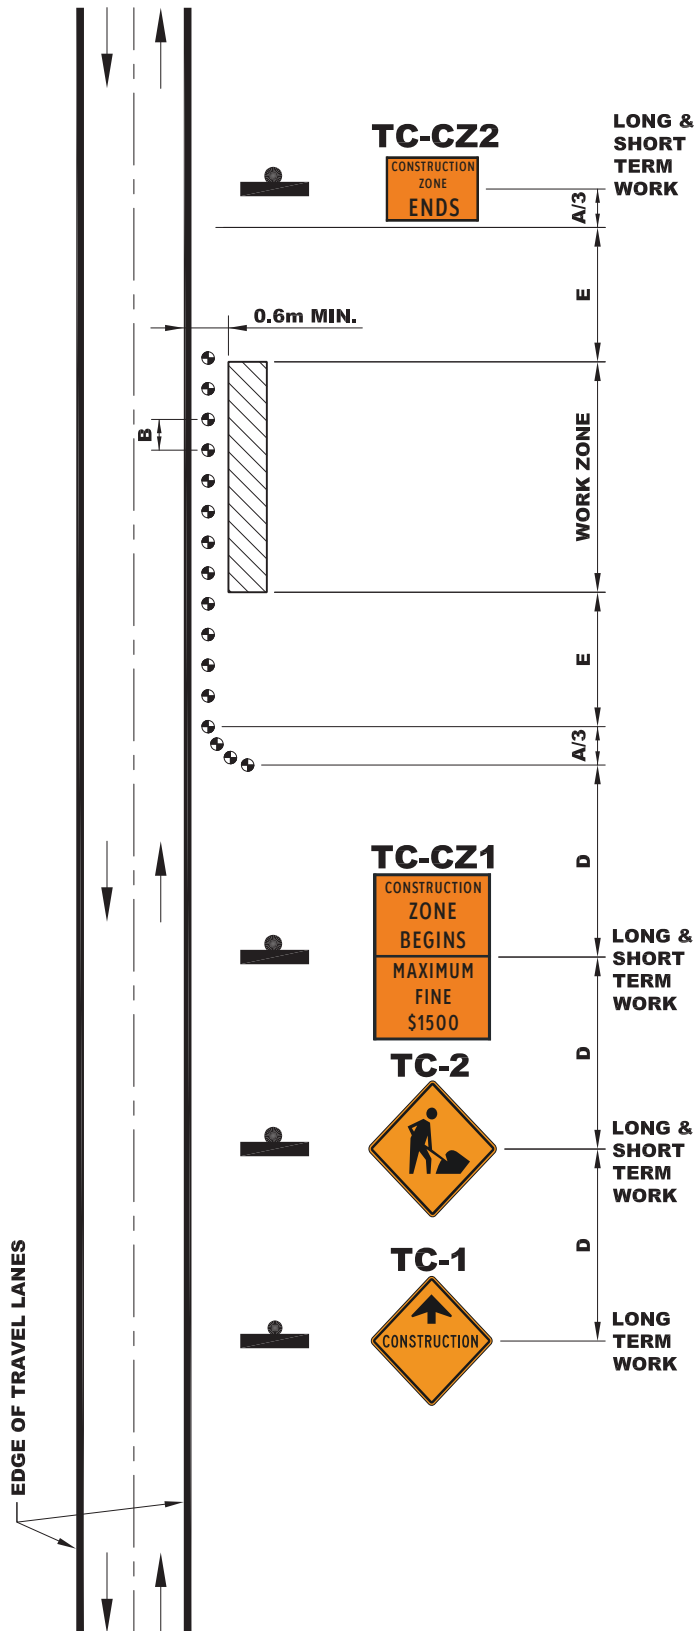 TC-CZ2
CONSTRUCTION
ZONE
ENDS
LONG &
SHORT
TERM
WORK
A/3
E
0.6m MIN.
B
WORK ZONE
E
A/3
D
TC-CZ1
CONSTRUCTION
ZONE
BEGINS
MAXIMUM
FINE
$1500
LONG &
SHORT
TERM
WORK
D
TC-2
LONG &
SHORT
TERM
WORK
D
TC-1
CONSTRUCTION
LONG
TERM
WORK
EDGE OF TRAVEL LANES